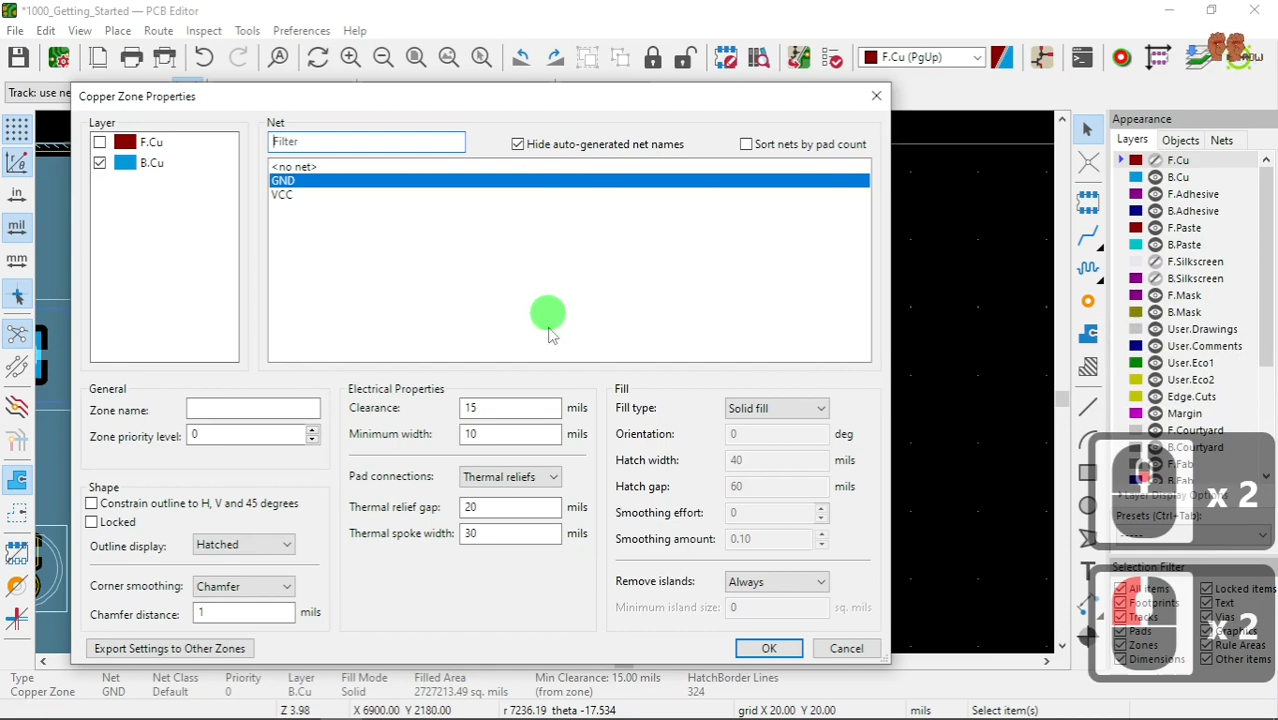 *1000_Getting_Started — PCB Editor
File Edit View Place Route Inspect Tools Preferences Help
F.Cu (PgUp)
Track: use ne
Copper Zone Properties
Layer
F.Cu
B.Cu
Net
Filter
Hide auto-generated net names
Sort nets by pad count
<no net>
GND
VCC
General
Zone name:
Zone priority level: 0
Shape
Constrain outline to H, V and 45 degrees
Locked
Outline display: Hatched
Corner smoothing: Chamfer
Chamfer distance: 1 mils
Electrical Properties
Clearance: 15 mils
Minimum width: 10 mils
Pad connections: Thermal reliefs
Thermal relief gap: 20 mils
Thermal spoke width: 30 mils
Fill
Fill type: Solid fill
Orientation: 0 deg
Hatch width: 40 mils
Hatch gap: 60 mils
Smoothing effort: 0
Smoothing amount: 0.10
Remove islands: Always
Minimum island size: 0 sq. mils
Export Settings to Other Zones
OK
Cancel
in
mil
mm
Appearance
Layers Objects Nets
F.Cu
B.Cu
F.Adhesive
B.Adhesive
F.Paste
B.Paste
F.Silkscreen
B.Silkscreen
F.Mask
B.Mask
User.Drawings
User.Comments
User.Eco1
User.Eco2
Edge.Cuts
Margin
F.Courtyard
B.Courtyard
F.Fab
B.Fab
Layer Display Options
Presets (Ctrl+Tab):
x 2
Selection Filter
All items Locked items
Footprints Text
Tracks Vias
Pads Graphics
Zones Rule Areas
Dimensions Other items
x 2
Type Net Net Class Priority Layer Fill Mode Filled Area Min Clearance: 15.00 mils HatchBorder Lines
Copper Zone GND Default 0 B.Cu Solid 2727213.49 sq. mils (from zone) 324
Z 3.98 X 6900.00 Y 2180.00 r 7236.19 theta -17.534 grid X 20.00 Y 20.00 mils Select item(s)